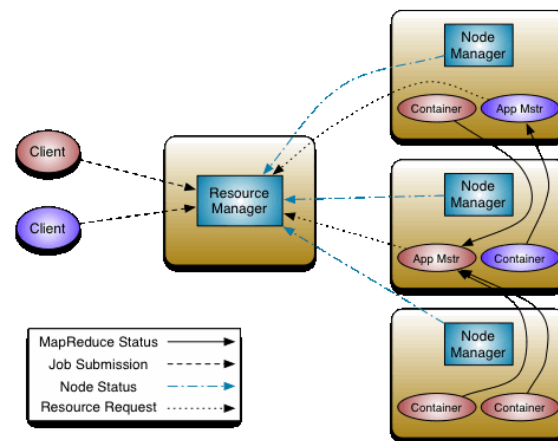 Node
Manager
Container
App Mstr
Client
Resource
Manager
Node
Manager
Client
App Mstr
Container
MapReduce Status
Job Submission
Node Status
Resource Request
Node
Manager
Container
Container